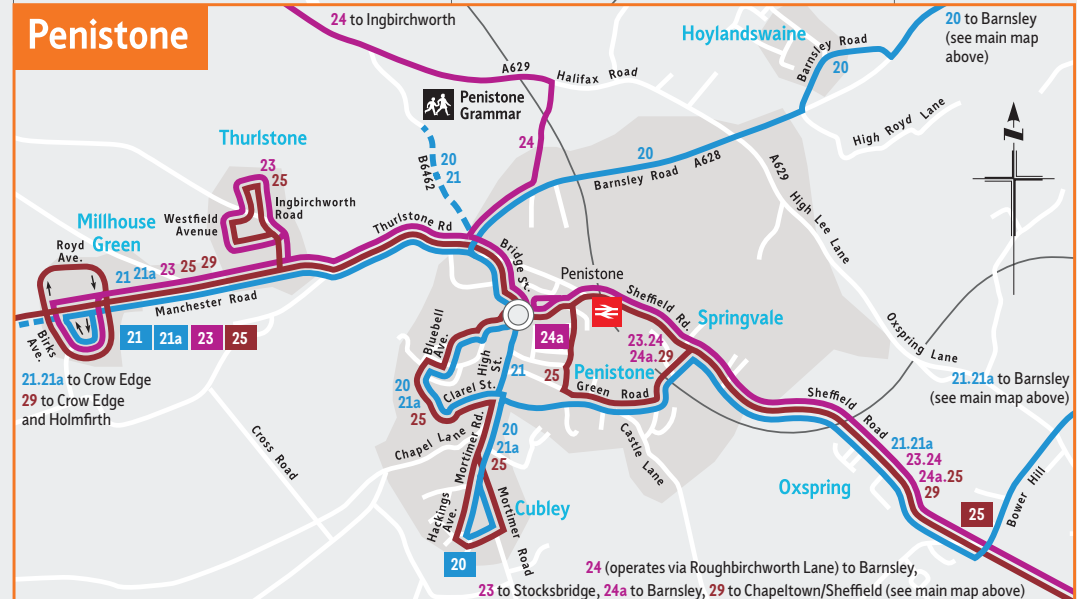 Penistone
24 to Ingbirchworth
Hoylandswaine
20 to Barnsley
(see main map
above)
Barnsley Road
20
A629
Halifax Road
Penistone
Grammar
High Royd Lane
Thurlstone
24
20
21
B6462
20
Barnsley Road A628
A629
High Lee Lane
N
23
25
Ingbirchworth
Road
Westfield
Avenue
Millhouse
Green
Royd
Ave.
Thurlstone Rd
Bridge St.
21 21a 23 25 29
Manchester Road
Birks
Ave.
21 21a 23 25
Penistone
Sheffield Rd.
Springvale
24a
23.24
24a.29
Oxspring Lane
21.21a to Crow Edge
29 to Crow Edge
and Holmfirth
Bluebell
Ave.
High
St.
21
25
Penistone
Green Road
20
21a
25
Clarel St.
21.21a to Barnsley
(see main map above)
Cross Road
Chapel Lane
Mortimer Rd.
20
21a
25
Castle Lane
Sheffield Road
21.21a
23.24
24a.25
29
Oxspring
Bower Hill
25
Hackings
Ave.
Mortimer Road
Cubley
20
24 (operates via Roughbirchworth Lane) to Barnsley,
23 to Stocksbridge, 24a to Barnsley, 29 to Chapeltown/Sheffield (see main map above)